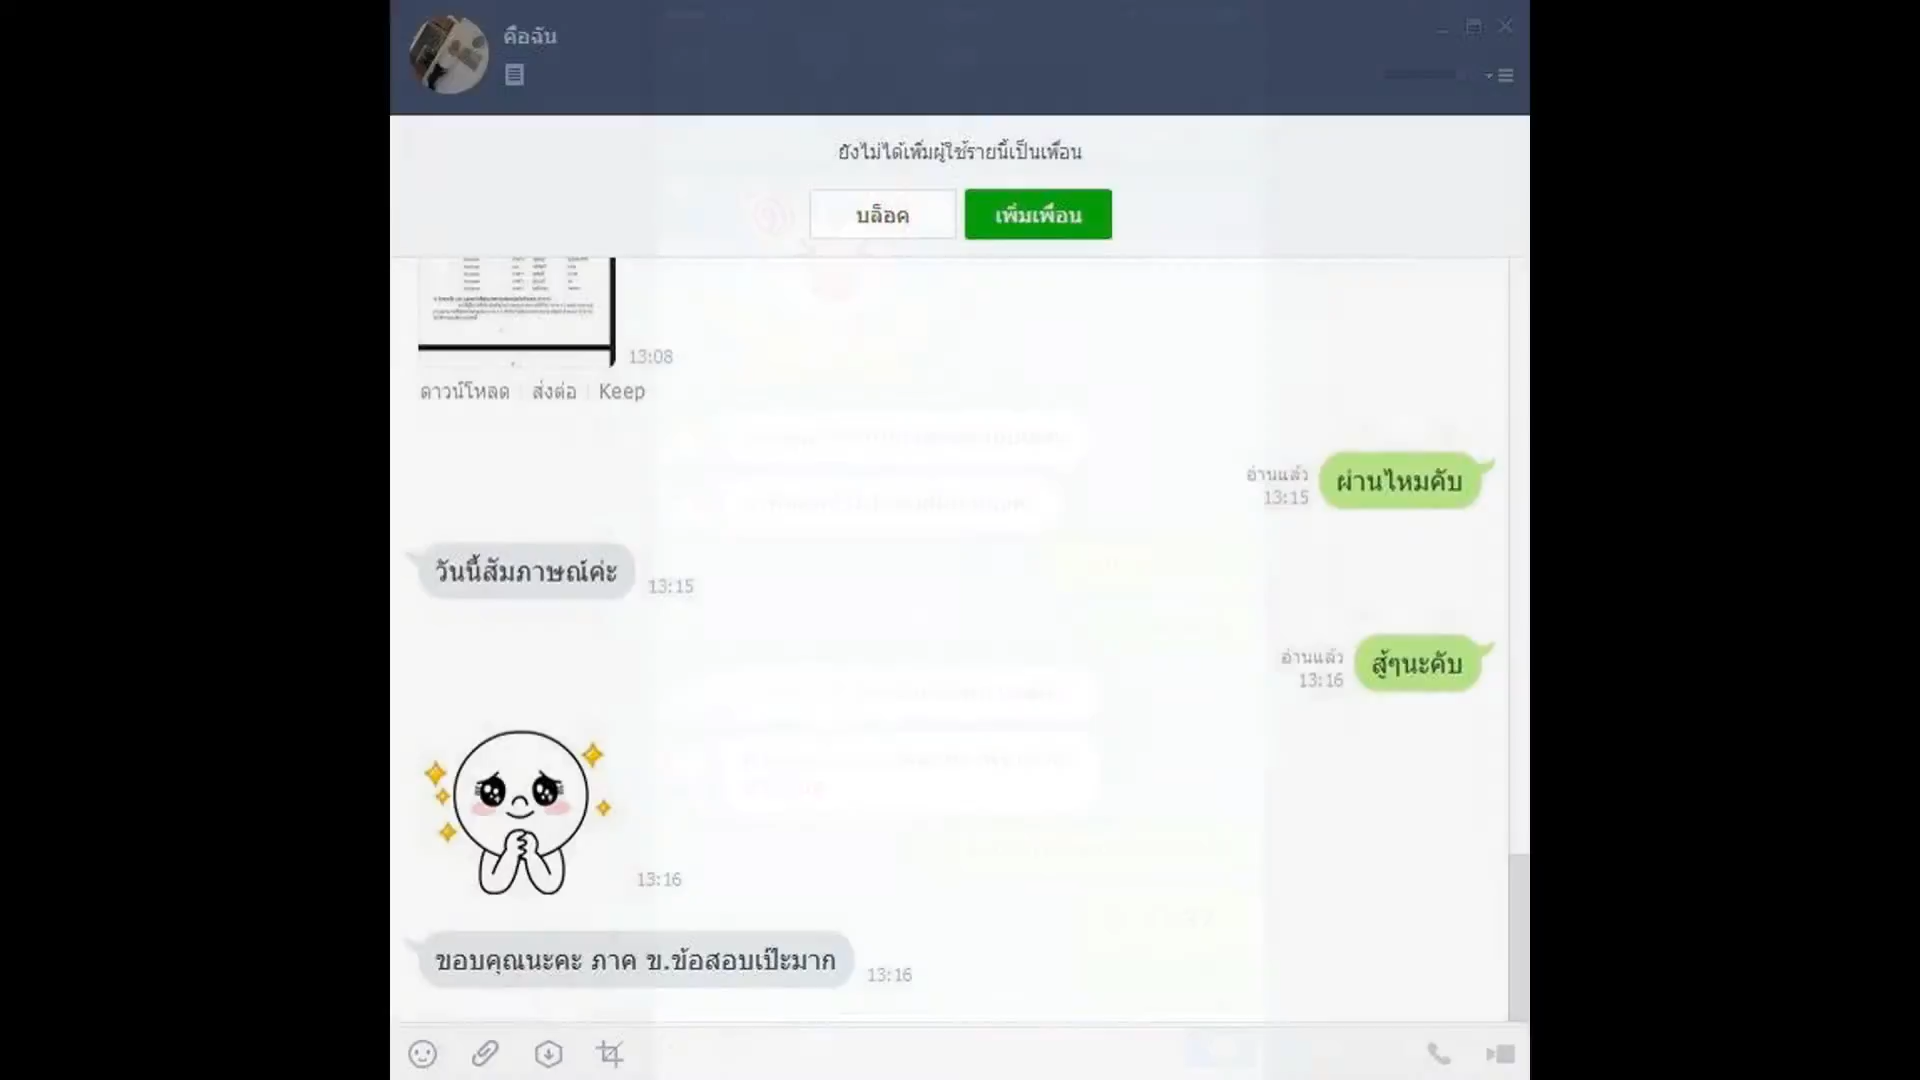 คือฉัน
ยังไม่ได้เพิ่มผู้ใช้รายนี้เป็นเพื่อน
บล็อค
เพิ่มเพื่อน
13:08
ดาวน์โหลด
ส่งต่อ
Keep
อ่านแล้ว
13:15
ผ่านไหมคับ
วันนี้สัมภาษณ์ค่ะ
13:15
อ่านแล้ว
13:16
สู้ๆนะคับ
13:16
ขอบคุณนะคะ ภาค ข.ข้อสอบเป๊ะมาก
13:16